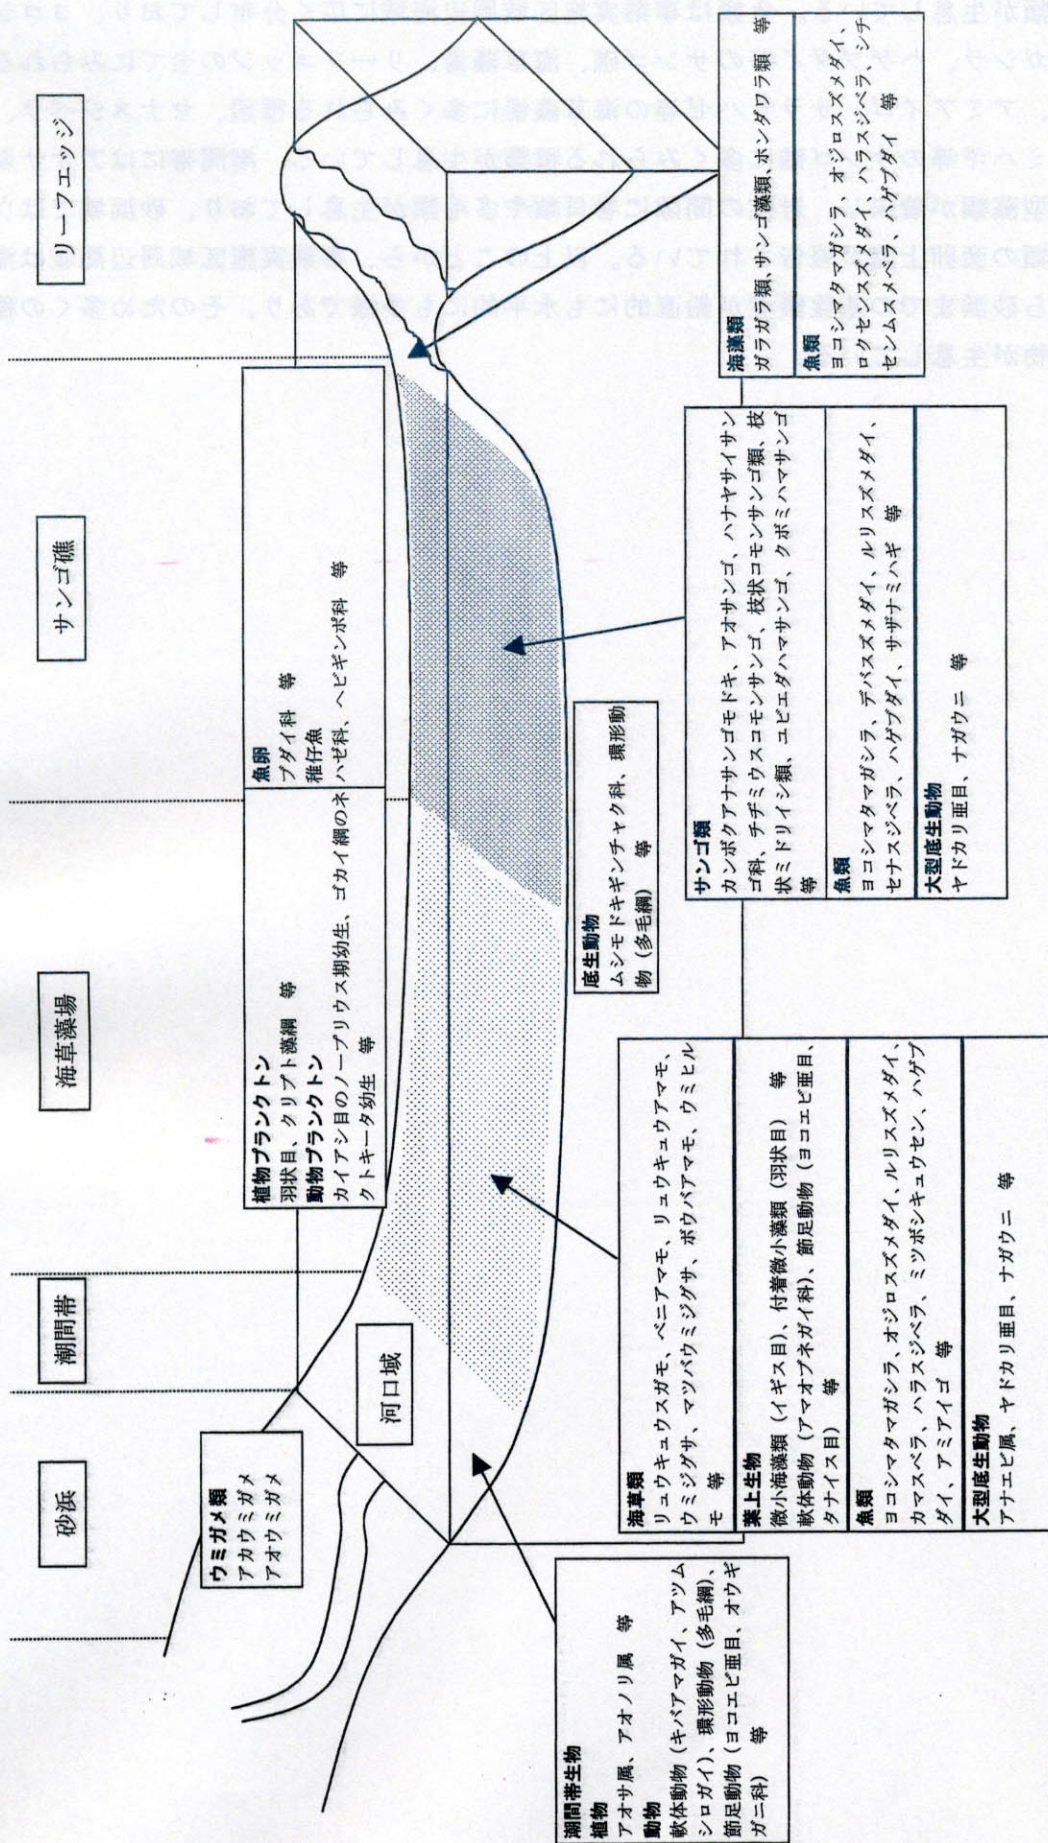 砂浜
潮間帯
海草藻場
サンゴ礁
リーフエッジ
河口域
ウミガメ類
アカウミガメ
アオウミガメ
植物プランクトン
羽状目、クリプト藻綱 等
動物プランクトン
カイアシ目のノープリウス期幼生、ゴカイ綱のネ
クトキータ幼生 等
魚卵
ブダイ科 等
稚仔魚
ハゼ科、ヘビギンポ科 等
潮間帯生物
植物
アオサ属、アオノリ属 等
動物
軟体動物（キバアマガイ、アツム
シロガイ）、環形動物（多毛綱）、
節足動物（ヨコエビ亜目、オウギ
ガニ科） 等
海草類
リュウキュウスガモ、ベニアマモ、リュウキュウアマモ、
ウミジグサ、マツバウミジグサ、ボウバアマモ、ウミヒル
モ 等
葉上生物
微小海藻類（イギス目）、付着微小藻類（羽状目） 等
軟体動物（アマオブネガイ科）、節足動物（ヨコエビ亜目、
タナイス目） 等
魚類
ヨコシマタマガシラ、オジロスズメダイ、ルリスズメダイ、
カマスベラ、ハラスジベラ、ミツボシキュウセン、ハゲブ
ダイ、アミアイゴ 等
大型底生動物
アナエビ属、ヤドカリ亜目、ナガウニ 等
底生動物
ムシモドキギンチャク科、環形動
物（多毛綱） 等
サンゴ類
カンボクアナサンゴモドキ、アオサンゴ、ハナヤサイサン
ゴ科、チヂミウスコモンサンゴ、枝状コモンサンゴ類、枝
状ミドリイシ類、ユビエダハマサンゴ、クボミハマサンゴ
等
魚類
ヨコシマタマガシラ、デバスズメダイ、ルリスズメダイ、
セナスジベラ、ハゲブダイ、サザナミハギ 等
大型底生動物
ヤドカリ亜目、ナガウニ 等
海藻類
ガラガラ類、サンゴ藻類、ホンダワラ類 等
魚類
ヨコシマタマガシラ、オジロスズメダイ、
ロクセンスズメダイ、ハラスジベラ、シチ
センムスメベラ、ハゲブダイ 等